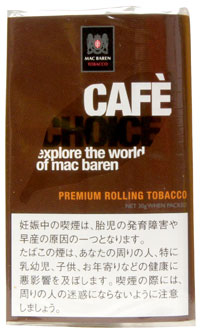 MAC BAREN
TOBACCO
CAFÈ
CHOICE
explore the world
of mac baren
PREMIUM ROLLING TOBACCO
NET 30g WHEN PACKED
妊娠中の喫煙は、胎児の発育障害や
早産の原因の一つとなります。
たばこの煙は、あなたの周りの人、特に
乳幼児、子供、お年寄りなどの健康に
悪影響を及ぼします。喫煙の際には、
周りの人の迷惑にならないように注意
しましょう。